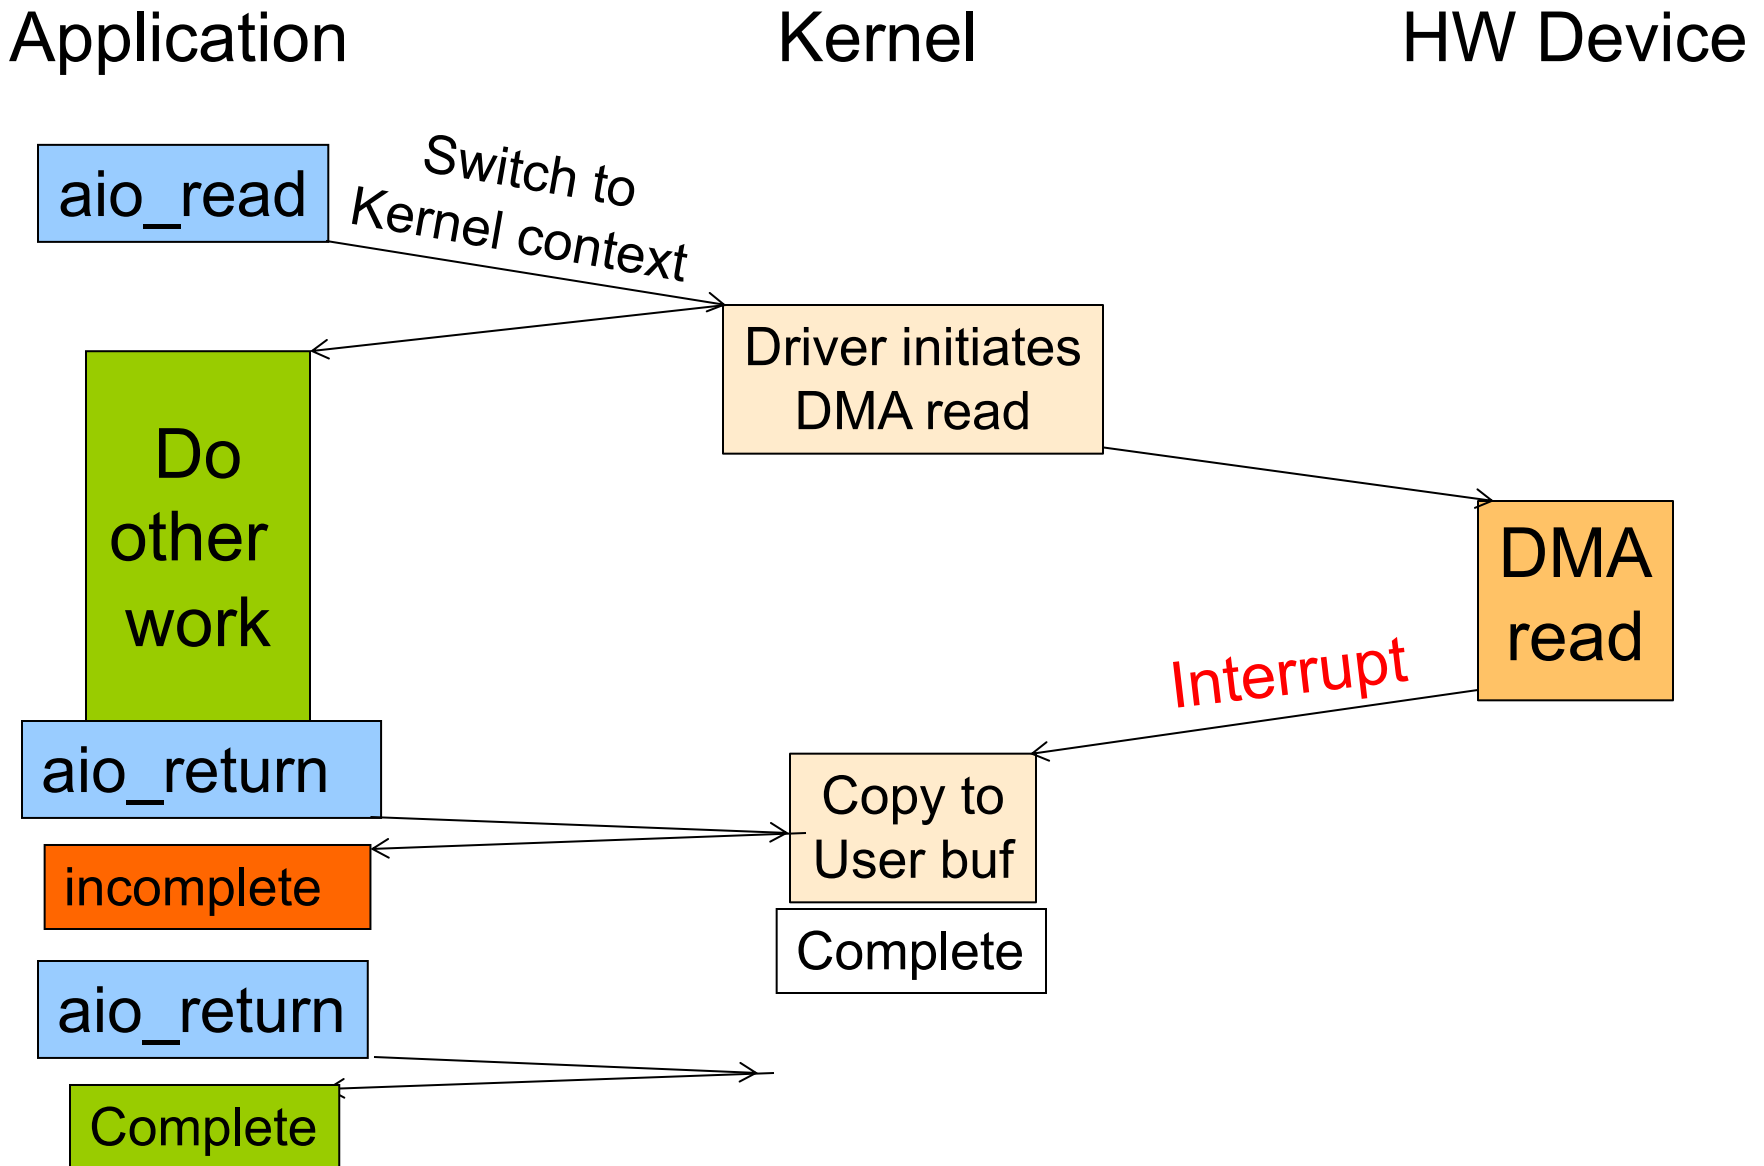 Application
Kernel
HW Device
aio_read
Switch to
Kernel context
Driver initiates
DMA read
Do
other
work
DMA
read
Interrupt
aio_return
Copy to
User buf
incomplete
Complete
aio_return
Complete